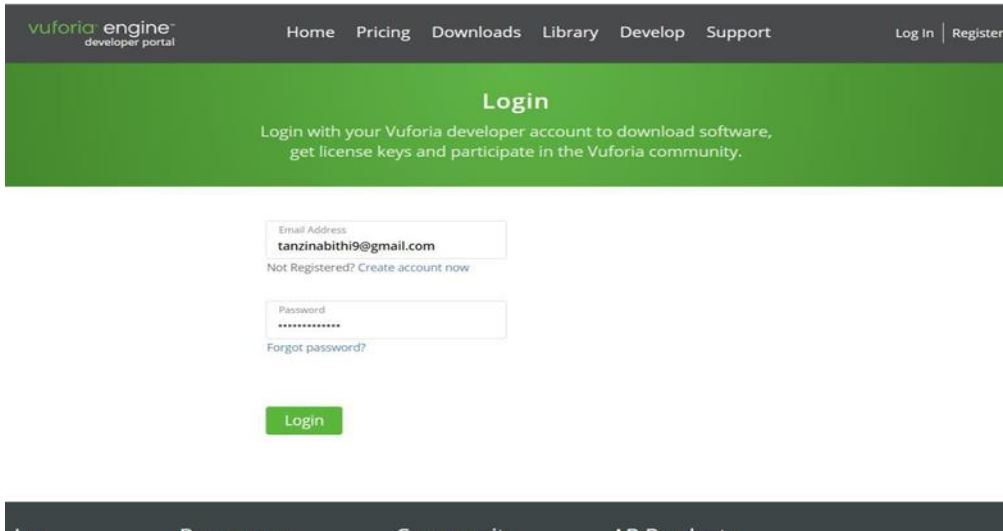 vuforia engine™
developer portal
Home Pricing Downloads Library Develop Support
Log In | Register
Login
Login with your Vuforia developer account to download software,
get license keys and participate in the Vuforia community.
Email Address
tanzinabithi9@gmail.com
Not Registered? Create account now
Password
•••••••••••••
Forgot password?
Login